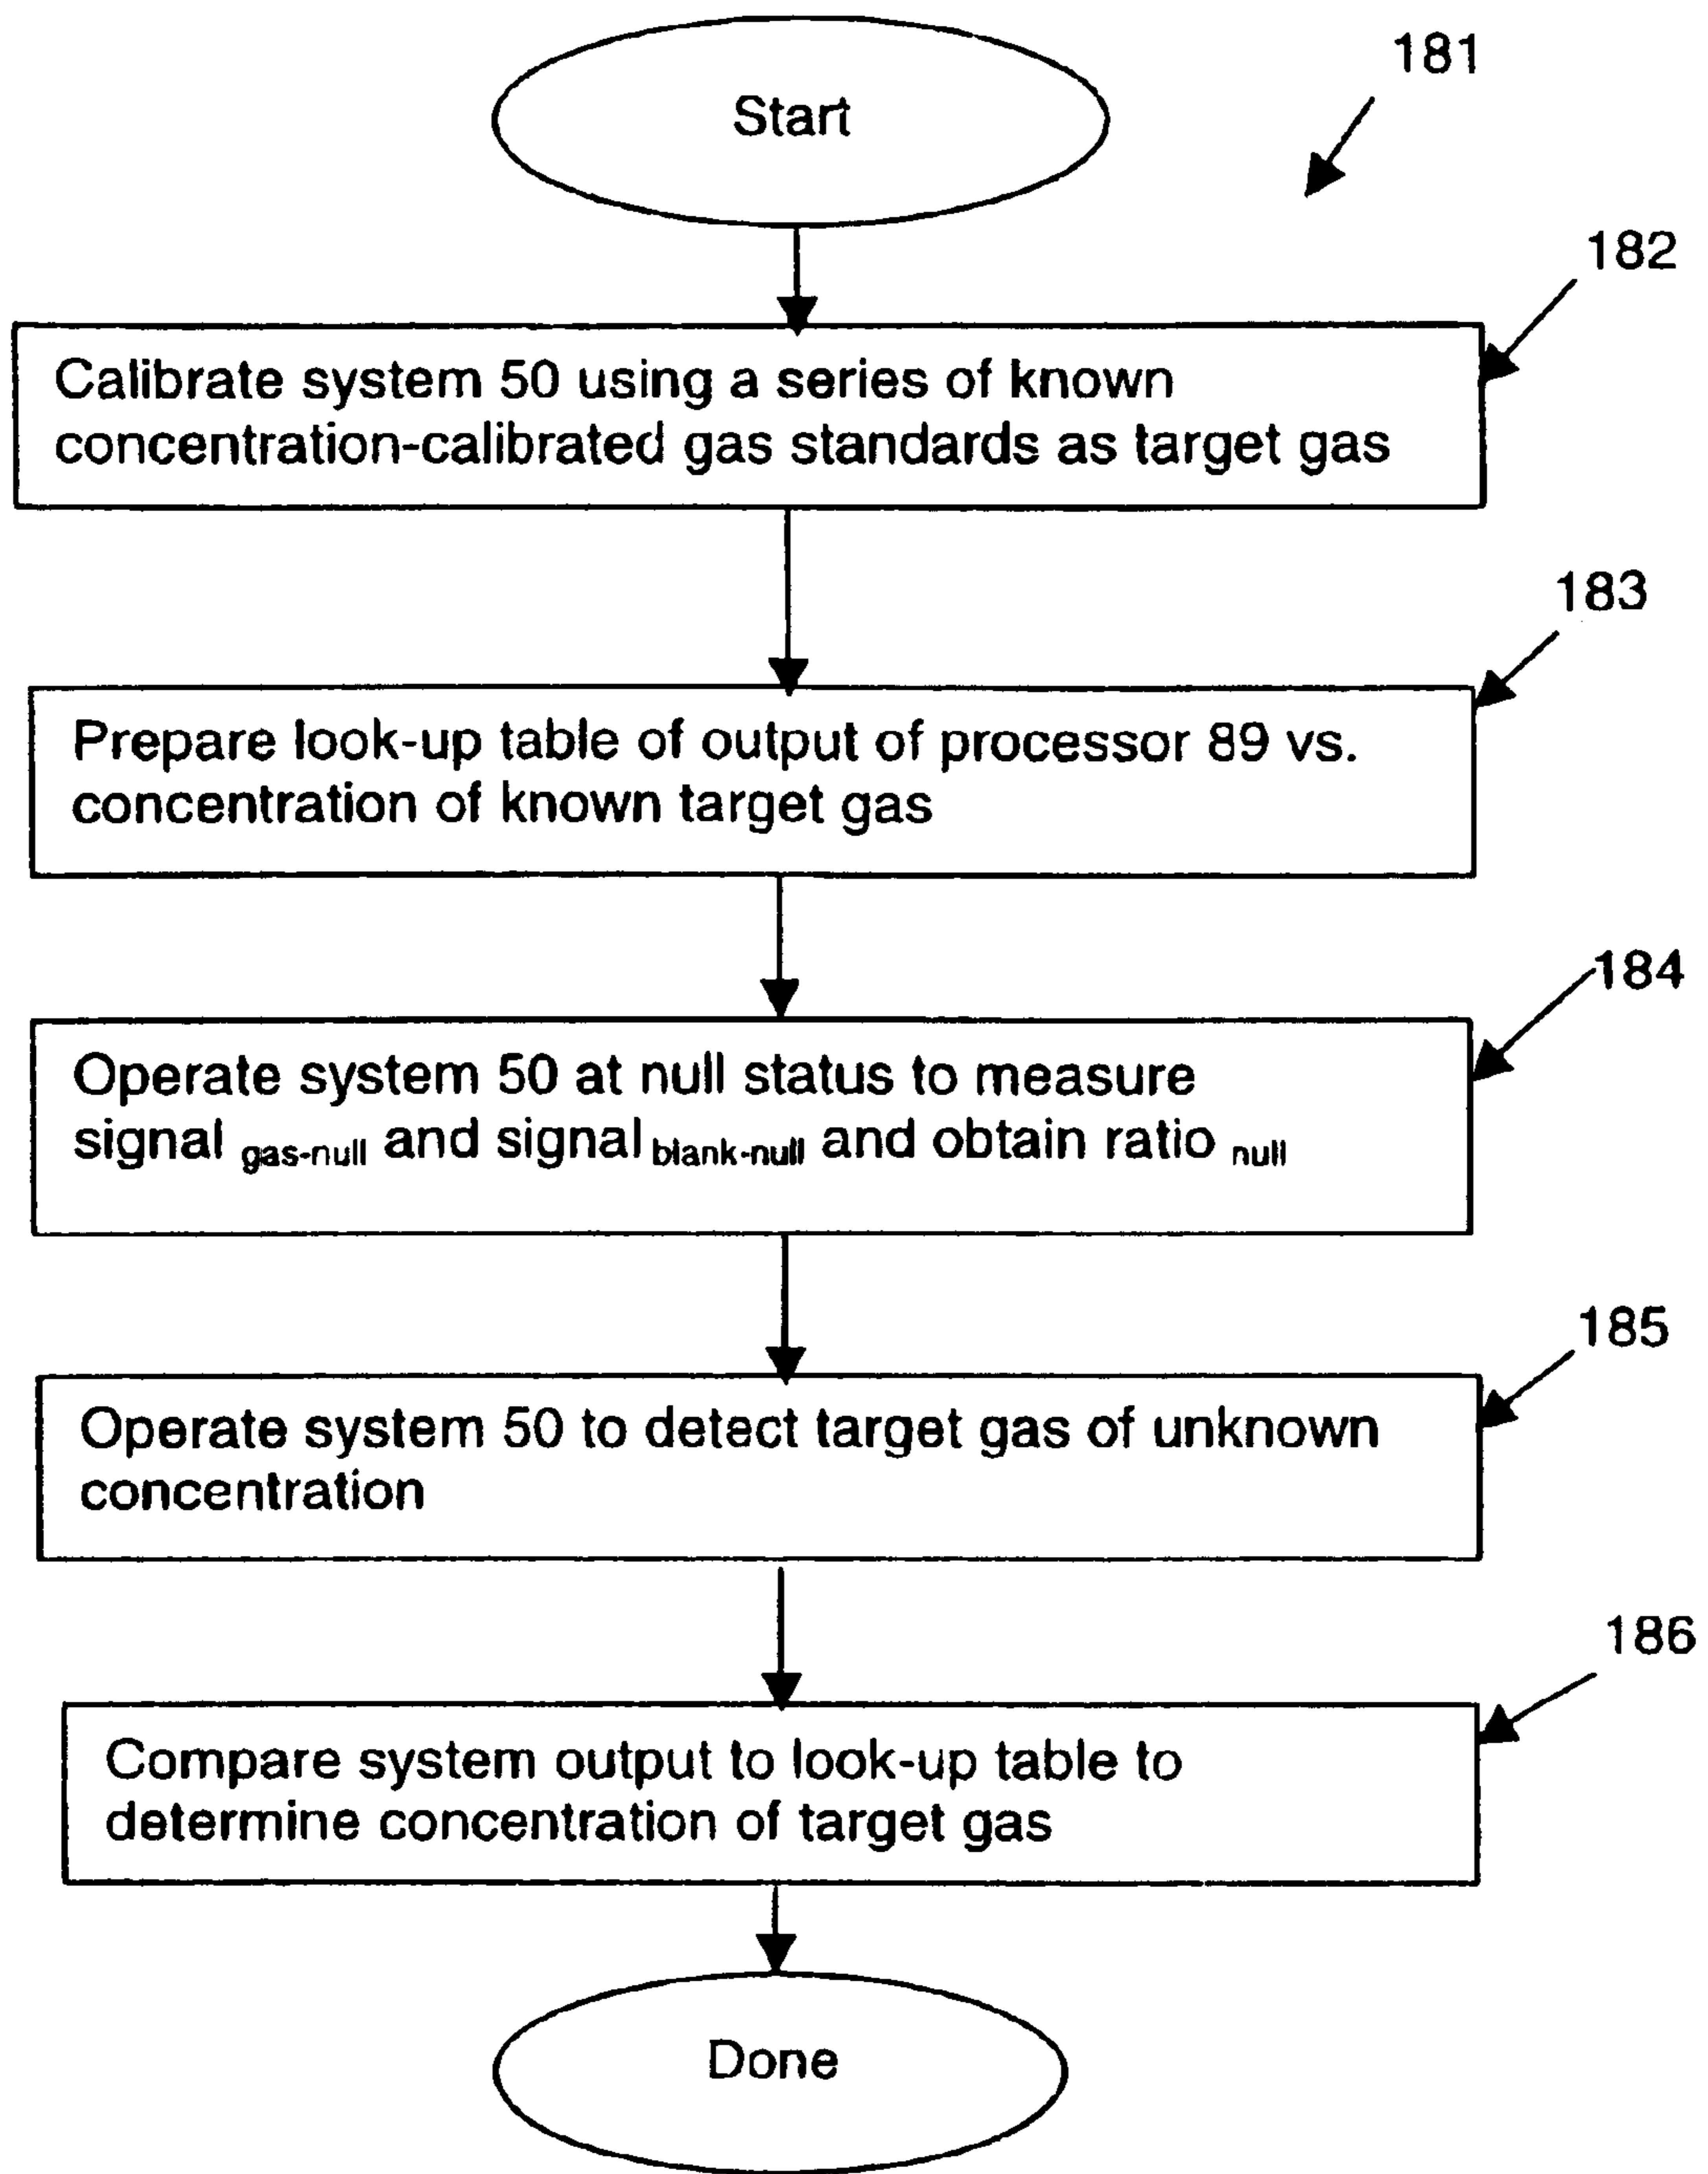 Start
181
182
Calibrate system 50 using a series of known
concentration-calibrated gas standards as target gas
183
Prepare look-up table of output of processor 89 vs.
concentration of known target gas
184
Operate system 50 at null status to measure
signal gas-null and signal blank-null and obtain ratio null
185
Operate system 50 to detect target gas of unknown
concentration
186
Compare system output to look-up table to
determine concentration of target gas
Done